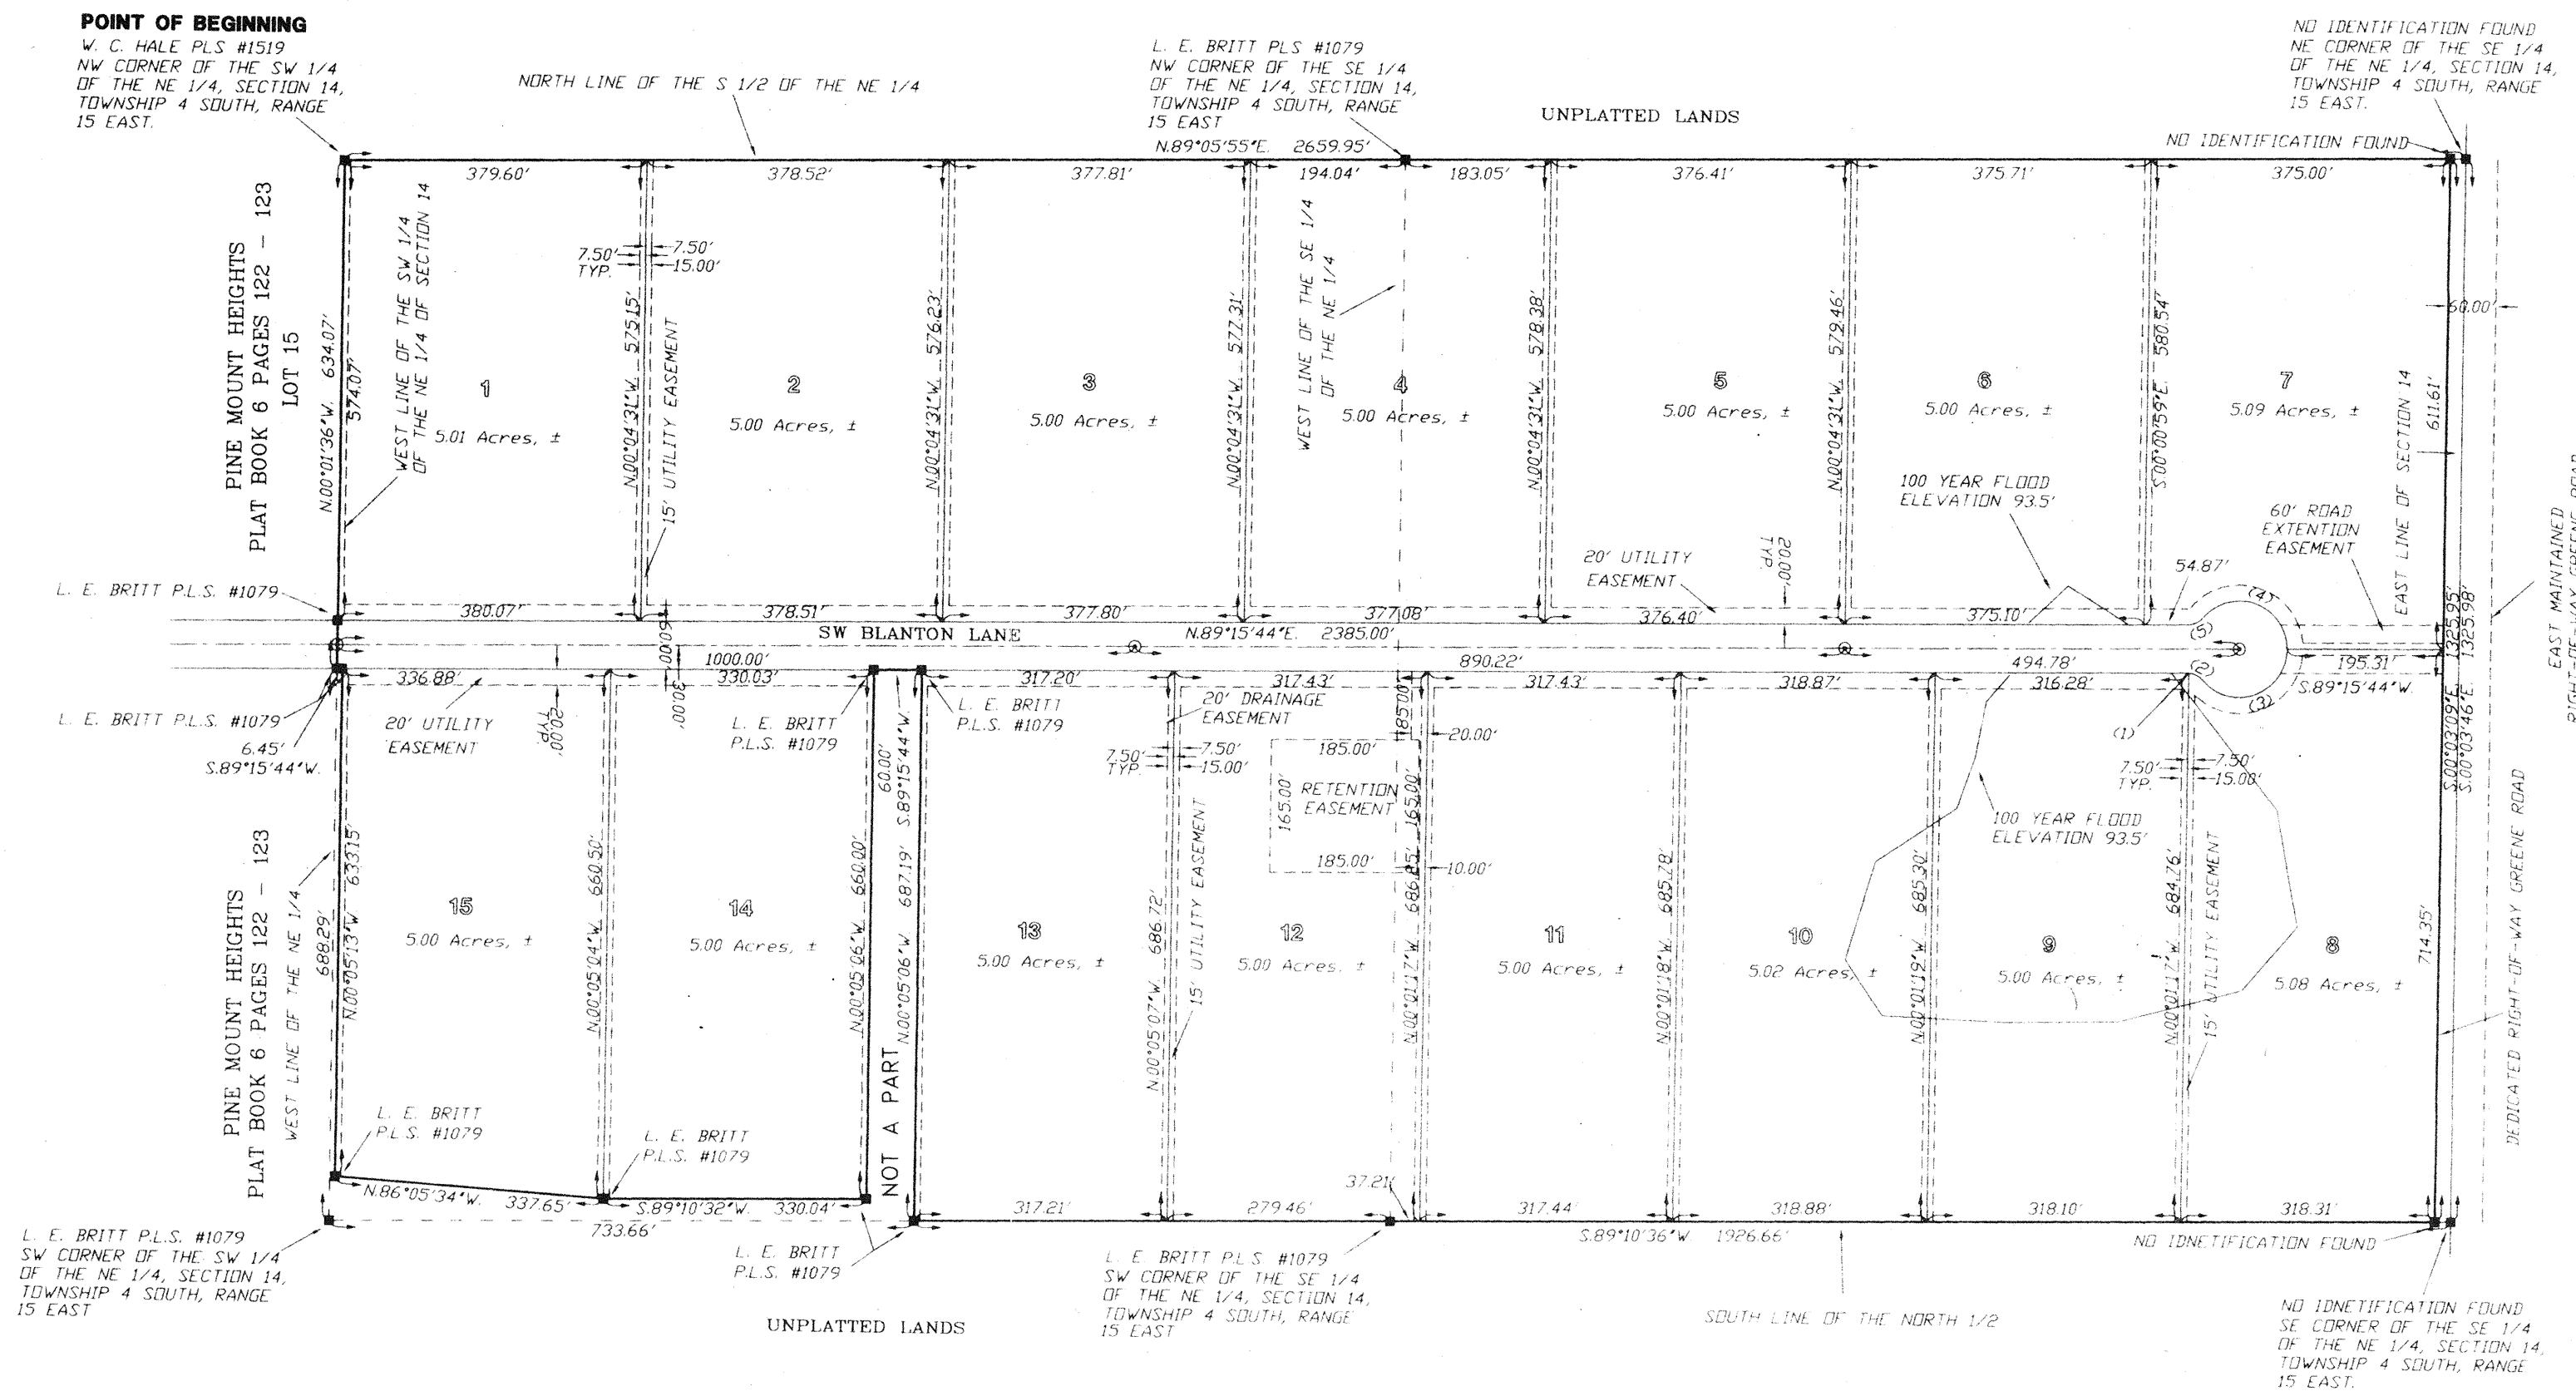 POINT OF BEGINNING
W. C. HALE PLS #1519
NW CORNER OF THE SW 1/4
OF THE NE 1/4, SECTION 14,
TOWNSHIP 4 SOUTH, RANGE
15 EAST.
NORTH LINE OF THE S 1/2 OF THE NE 1/4
L. E. BRITT PLS #1079
NW CORNER OF THE SE 1/4
OF THE NE 1/4, SECTION 14,
TOWNSHIP 4 SOUTH, RANGE
15 EAST
UNPLATTED LANDS
NO IDENTIFICATION FOUND
NE CORNER OF THE SE 1/4
OF THE NE 1/4, SECTION 14,
TOWNSHIP 4 SOUTH, RANGE
15 EAST.
NO IDENTIFICATION FOUND
N.89°05'55"E. 2659.95'
379.60'
378.52'
377.81'
194.04'
183.05'
376.41'
375.71'
375.00'
PINE MOUNT HEIGHTS
PLAT BOOK 6 PAGES 122 - 123
LOT 15
N.00°01'36"W. 634.07'
574.07'
WEST LINE OF THE SW 1/4
OF THE NE 1/4 OF SECTION 14
7.50'
TYP.
7.50'
15.00'
N.00°04'31"W. 575.15'
15' UTILITY EASEMENT
N.00°04'31"W. 576.23'
N.00°04'31"W. 577.31'
WEST LINE OF THE SE 1/4
OF THE NE 1/4
N.00°04'31"W. 578.38'
N.00°04'31"W. 579.46'
S.00°00'59"E. 580.54'
1
5.01 Acres, ±
2
5.00 Acres, ±
3
5.00 Acres, ±
4
5.00 Acres, ±
5
5.00 Acres, ±
6
5.00 Acres, ±
7
5.09 Acres, ±
60.00'
611.61'
EAST LINE OF SECTION 14
100 YEAR FLOOD
ELEVATION 93.5'
60' ROAD
EXTENTION
EASEMENT
EAST MAINTAINED
20' UTILITY
EASEMENT
20.00'
TYP.
54.87'
L. E. BRITT P.L.S. #1079
380.07'
378.51'
377.80'
377.08'
376.40'
375.10'
(5)
(4)
SW BLANTON LANE
N.89°15'44"E. 2385.00'
60.00'
30.00'
1000.00'
890.22'
494.78'
195.31'
S.89°15'44"W.
S.00°03'09"E. 1325.95'
S.00°03'46"E. 1325.98'
336.88'
330.03'
317.20'
317.43'
317.43'
318.87'
316.28'
(2)
(3)
(1)
L. E. BRITT P.L.S. #1079
6.45'
S.89°15'44"W.
20' UTILITY
EASEMENT
20.00'
TYP.
L. E. BRITT
P.L.S. #1079
60.00'
S.89°15'44"W.
L. E. BRITT
P.L.S. #1079
20' DRAINAGE
EASEMENT
7.50'
TYP.
7.50'
15.00'
185.00'
185.00'
20.00'
RETENTION
EASEMENT
165.00'
165.00'
185.00'
10.00'
7.50'
TYP.
7.50'
15.00'
100 YEAR FLOOD
ELEVATION 93.5'
PINE MOUNT HEIGHTS
PLAT BOOK 6 PAGES 122 - 123
WEST LINE OF THE NE 1/4
688.29'
N.00°05'13"W 633.15'
N.00°05'04"W 660.50'
N.00°05'06"W 660.00'
N.00°05'06"W 687.19'
NOT A PART
N.00°05'07"W. 686.72'
15' UTILITY EASEMENT
N.00°01'17"W. 686.25'
N.00°01'18"W. 685.78'
N.00°01'19"W. 685.30'
N.00°01'17"W. 684.76'
15' UTILITY EASEMENT
714.35'
DEDICATED RIGHT-OF-WAY GREENE ROAD
15
5.00 Acres, ±
14
5.00 Acres, ±
13
5.00 Acres, ±
12
5.00 Acres. ±
11
5.00 Acres, ±
10
5.02 Acres, ±
9
5.00 Acres, ±
8
5.08 Acres, ±
L. E. BRITT
P.L.S. #1079
L. E. BRITT
P.L.S. #1079
N.86°05'34"W. 337.65'
S.89°10'32"W. 330.04'
733.66'
37.21'
317.21'
279.46'
317.44'
318.88'
318.10'
318.31'
S.89°10'36"W 1926.66'
L. E. BRITT P.L.S. #1079
SW CORNER OF THE SW 1/4
OF THE NE 1/4, SECTION 14,
TOWNSHIP 4 SOUTH, RANGE
15 EAST
L. E. BRITT
P.L.S. #1079
L. E. BRITT P.L.S #1079
SW CORNER OF THE SE 1/4
OF THE NE 1/4, SECTION 14,
TOWNSHIP 4 SOUTH, RANGE
15 EAST
NO IDNETIFICATION FOUND
UNPLATTED LANDS
SOUTH LINE OF THE NORTH 1/2
NO IDNETIFICATION FOUND
SE CORNER OF THE SE 1/4
OF THE NE 1/4, SECTION 14,
TOWNSHIP 4 SOUTH, RANGE
15 EAST.